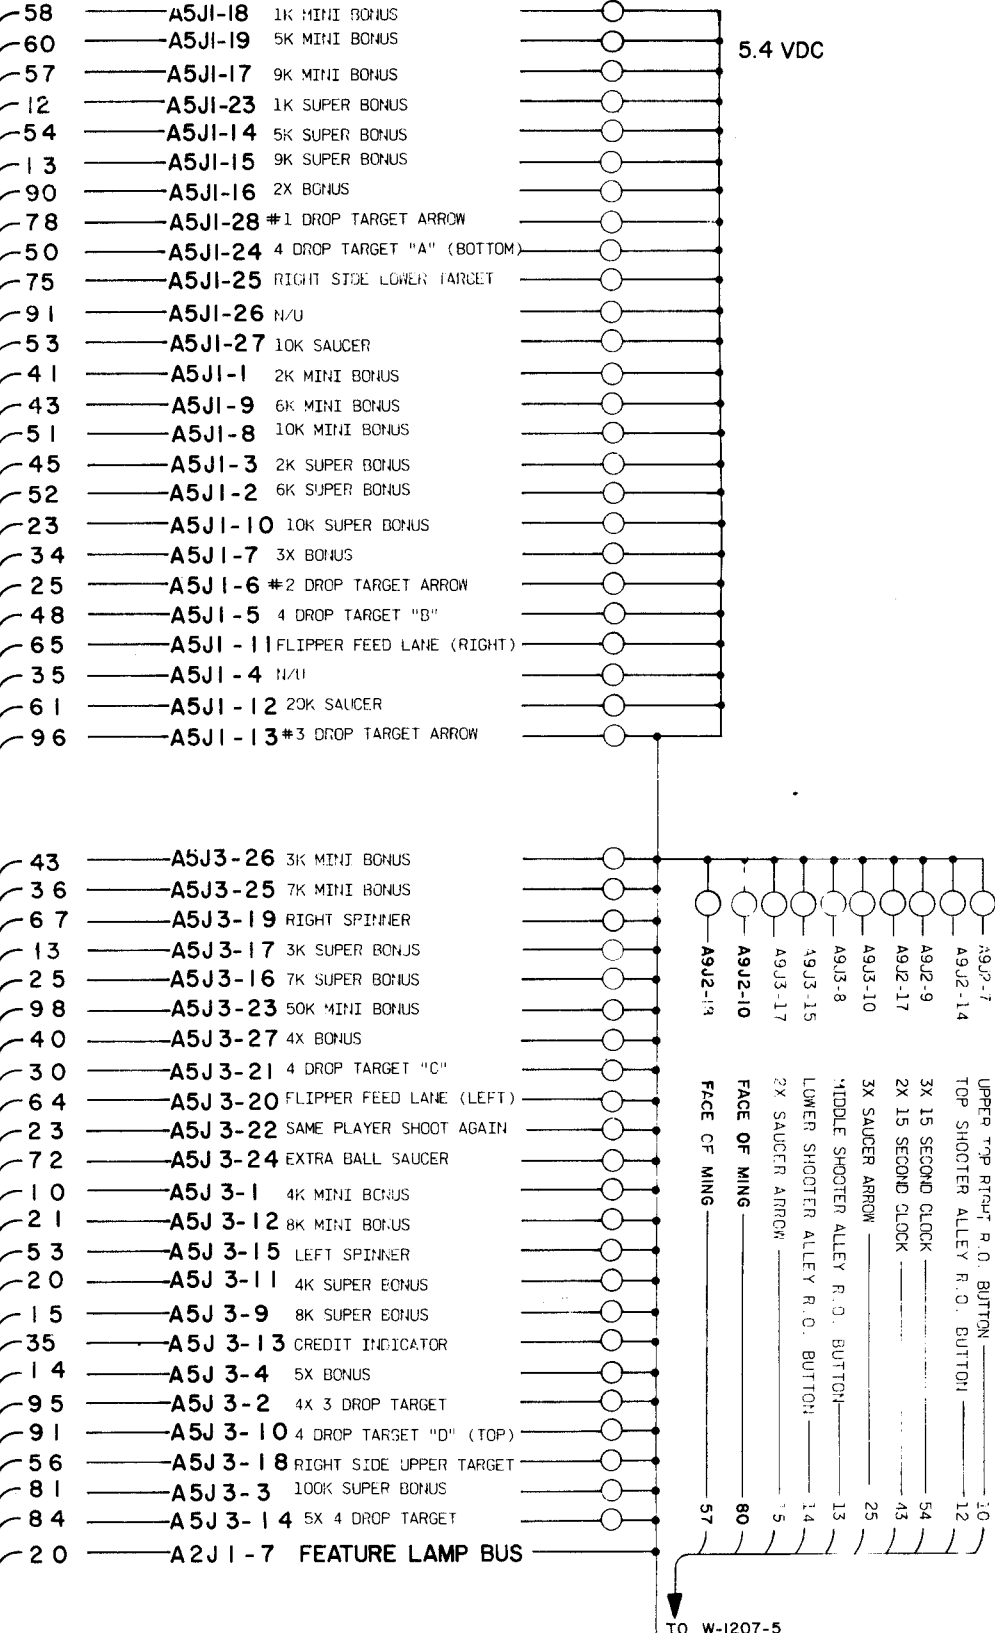 58 A5J1-18 1K MINI BONUS
60 A5J1-19 5K MINI BONUS
5.4 VDC
57 A5J1-17 9K MINI BONUS
12 A5J1-23 1K SUPER BONUS
54 A5J1-14 5K SUPER BONUS
13 A5J1-15 9K SUPER BONUS
90 A5J1-16 2X BONUS
78 A5J1-28 #1 DROP TARGET ARROW
50 A5J1-24 4 DROP TARGET "A" (BOTTOM)
75 A5J1-25 RIGHT SIDE LOWER TARGET
91 A5J1-26 N/U
53 A5J1-27 10K SAUCER
41 A5J1-1 2K MINI BONUS
43 A5J1-9 6K MINI BONUS
51 A5J1-8 10K MINI BONUS
45 A5J1-3 2K SUPER BONUS
52 A5J1-2 6K SUPER BONUS
23 A5J1-10 10K SUPER BONUS
34 A5J1-7 3X BONUS
25 A5J1-6 #2 DROP TARGET ARROW
48 A5J1-5 4 DROP TARGET "B"
65 A5J1-11 FLIPPER FEED LANE (RIGHT)
35 A5J1-4 N/U
61 A5J1-12 20K SAUCER
96 A5J1-13 #3 DROP TARGET ARROW
43 A5J3-26 3K MINI BONUS
36 A5J3-25 7K MINI BONUS
67 A5J3-19 RIGHT SPINNER
13 A5J3-17 3K SUPER BONUS
25 A5J3-16 7K SUPER BONUS
98 A5J3-23 50K MINI BONUS
40 A5J3-27 4X BONUS
30 A5J3-21 4 DROP TARGET "C"
64 A5J3-20 FLIPPER FEED LANE (LEFT)
23 A5J3-22 SAME PLAYER SHOOT AGAIN
72 A5J3-24 EXTRA BALL SAUCER
10 A5J3-1 4K MINI BONUS
21 A5J3-12 8K MINI BONUS
53 A5J3-15 LEFT SPINNER
20 A5J3-11 4K SUPER BONUS
15 A5J3-9 8K SUPER BONUS
35 A5J3-13 CREDIT INDICATOR
14 A5J3-4 5X BONUS
95 A5J3-2 4X 3 DROP TARGET
91 A5J3-10 4 DROP TARGET "D" (TOP)
56 A5J3-18 RIGHT SIDE UPPER TARGET
81 A5J3-3 100K SUPER BONUS
84 A5J3-14 5X 4 DROP TARGET
20 A2J1-7 FEATURE LAMP BUS
A9J2-7 UPPER TOP RIGHT R.O. BUTTON 10
A9J2-14 TOP SHOOTER ALLEY R.O. BUTTON 12
A9J2-9 3X 15 SECOND CLOCK 54
A9J2-17 2X 15 SECOND CLOCK 43
A9J3-10 3X SAUCER ARROW 25
A9J3-8 MIDDLE SHOOTER ALLEY R.O. BUTTON 13
A9J3-15 LOWER SHOOTER ALLEY R.O. BUTTON 14
A9J3-17 2X SAUCER ARROW
A9J2-10 FACE OF MING 80
FACE OF MING 57
TO W-1207-5